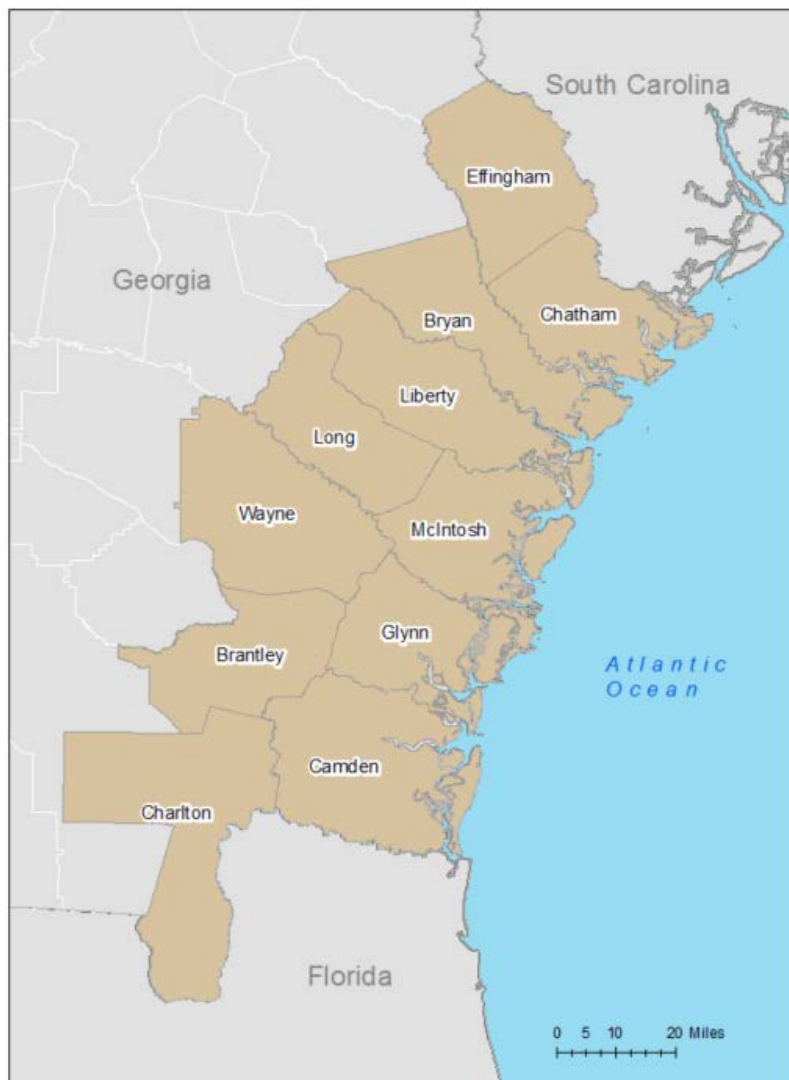 South Carolina
Effingham
Georgia
Chatham
Bryan
Liberty
Long
Wayne
McIntosh
Glynn
Brantley
Atlantic
Ocean
Camden
Charlton
Florida
0 5 10 20 Miles